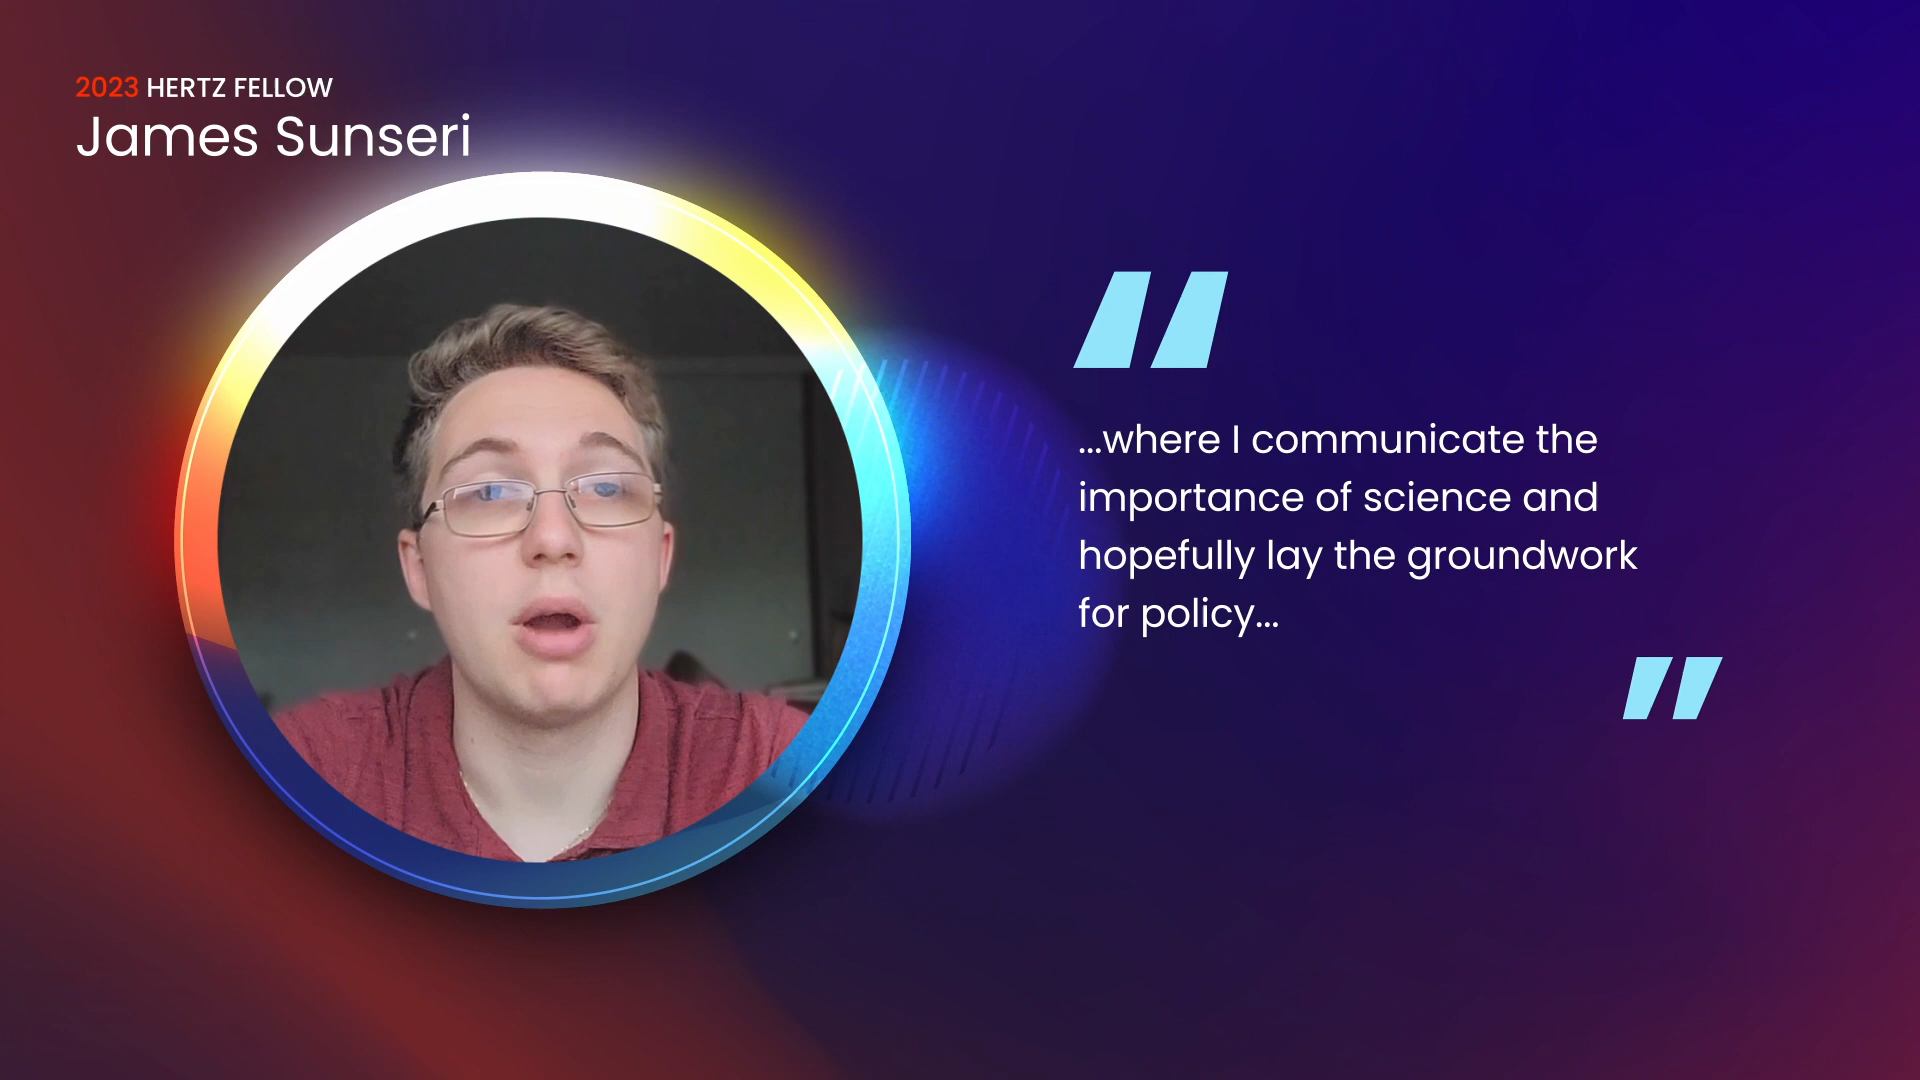 2023 HERTZ FELLOW
James Sunseri
"
...where I communicate the
importance of science and
hopefully lay the groundwork
for policy...
"